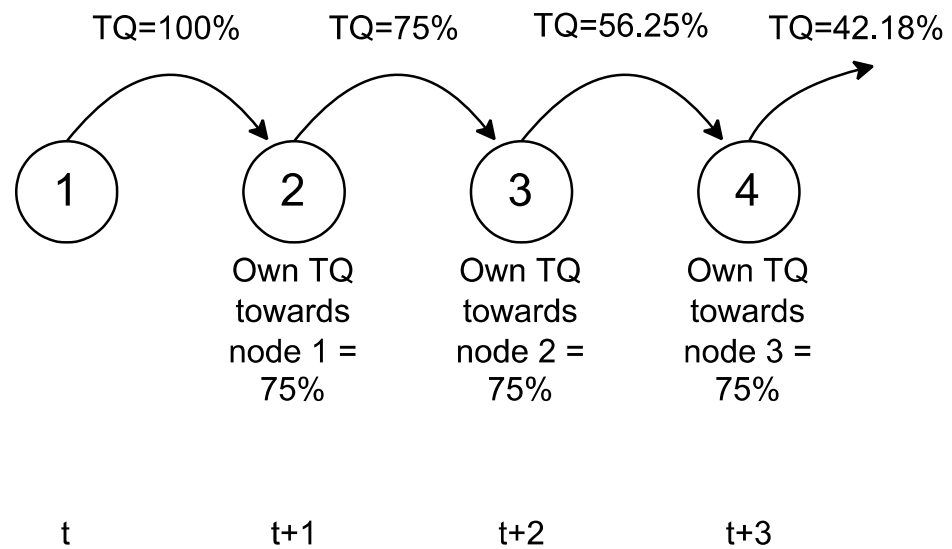 TQ=100% TQ=75% TQ=56.25% TQ=42.18%
1 2 3 4
Own TQ Own TQ Own TQ
towards towards towards
node 1 = node 2 = node 3 =
75% 75% 75%
t t+1 t+2 t+3